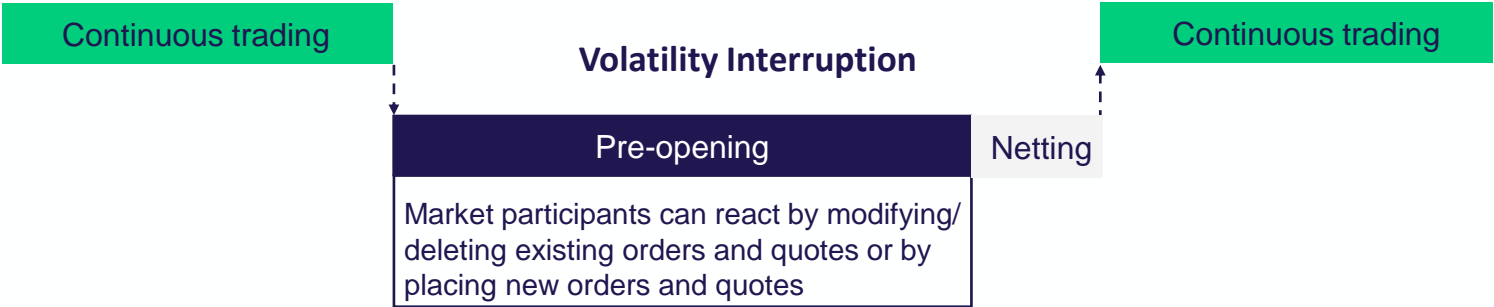 Continuous trading
Volatility Interruption
Continuous trading
Pre-opening
Netting
Market participants can react by modifying/
deleting existing orders and quotes or by
placing new orders and quotes